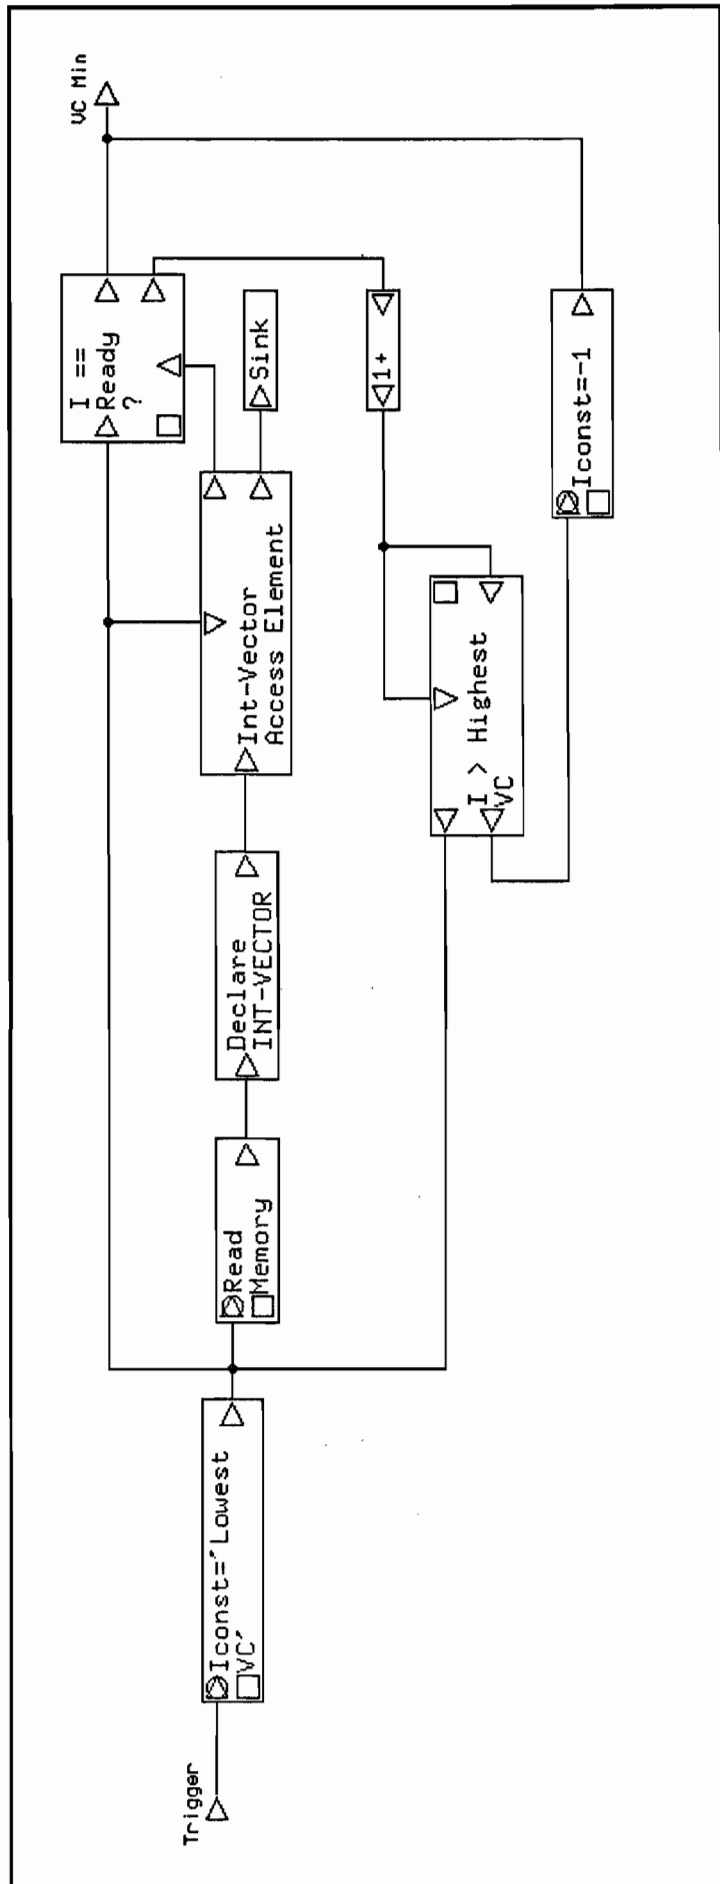 Trigger
Iconst='Lowest
VC'
Read
Memory
Declare
INT-VECTOR
Int-Vector
Access Element
I ==
Ready
?
Sink
1+
I > Highest
VC
Iconst=-1
VC Min